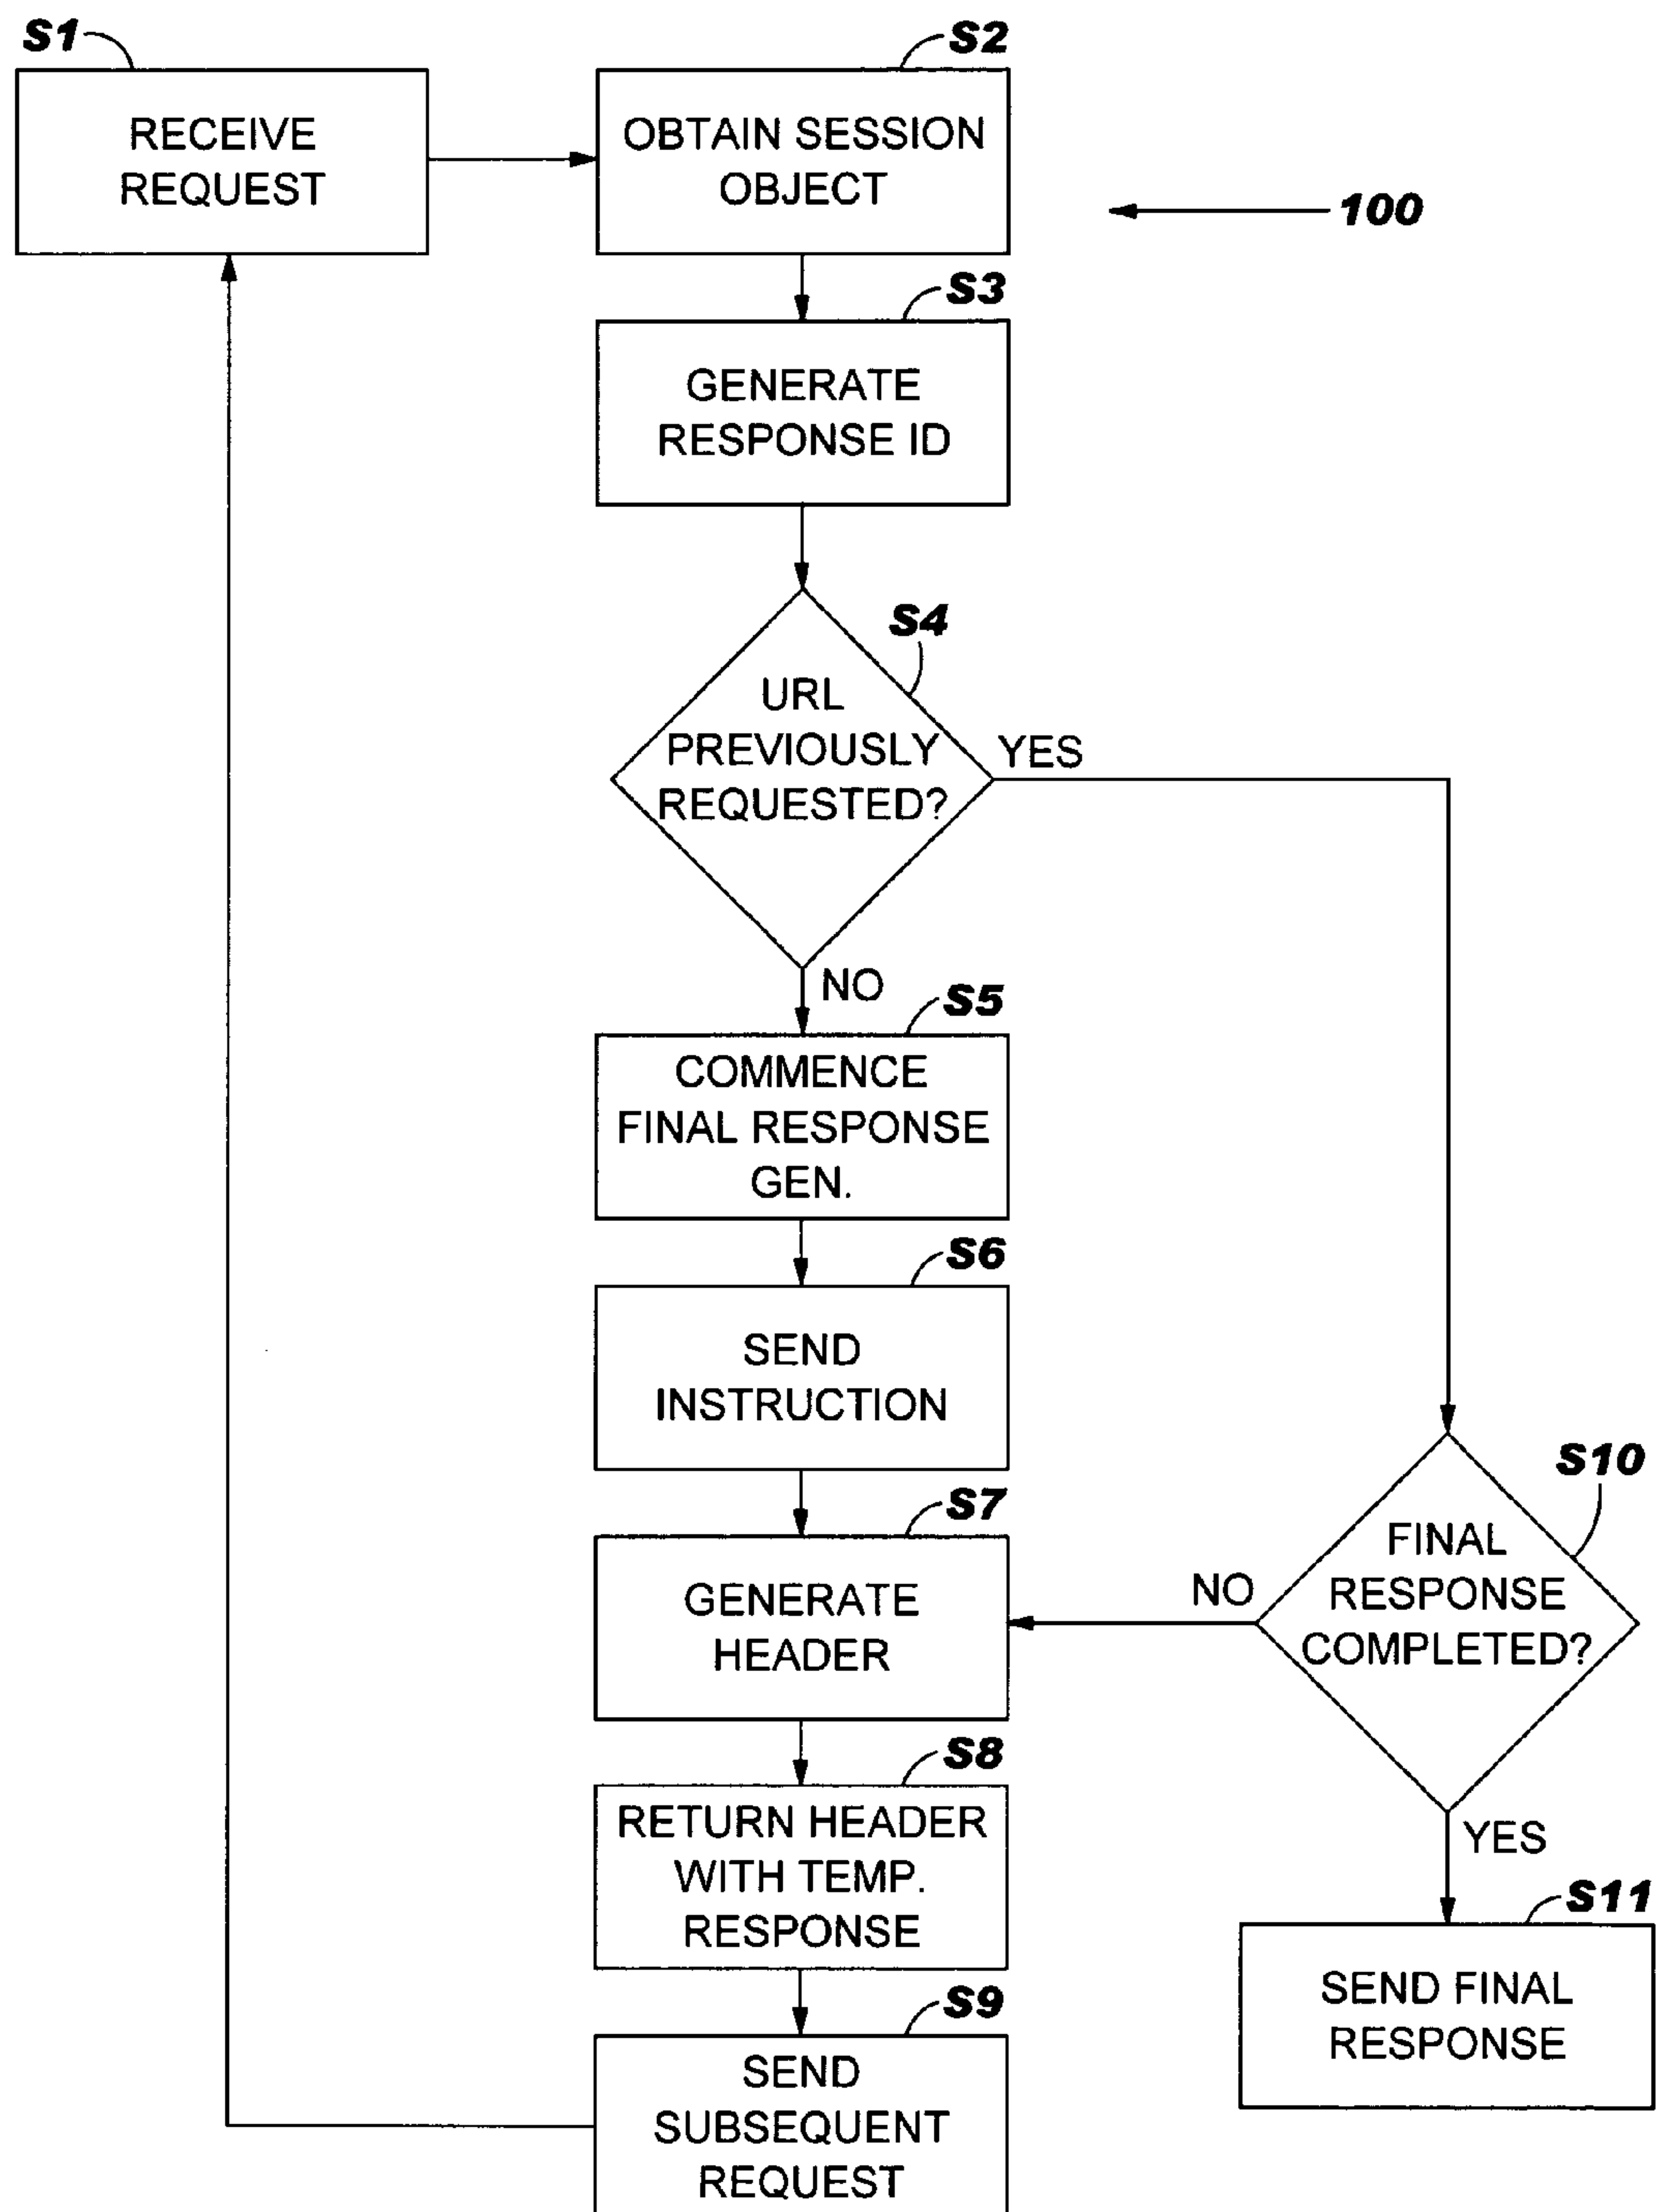 S1
RECEIVE
REQUEST
S2
OBTAIN SESSION
OBJECT
100
S3
GENERATE
RESPONSE ID
S4
URL
PREVIOUSLY
REQUESTED?
YES
NO
S5
COMMENCE
FINAL RESPONSE
GEN.
S6
SEND
INSTRUCTION
S7
GENERATE
HEADER
S10
FINAL
RESPONSE
COMPLETED?
NO
YES
S8
RETURN HEADER
WITH TEMP.
RESPONSE
S11
SEND FINAL
RESPONSE
S9
SEND
SUBSEQUENT
REQUEST